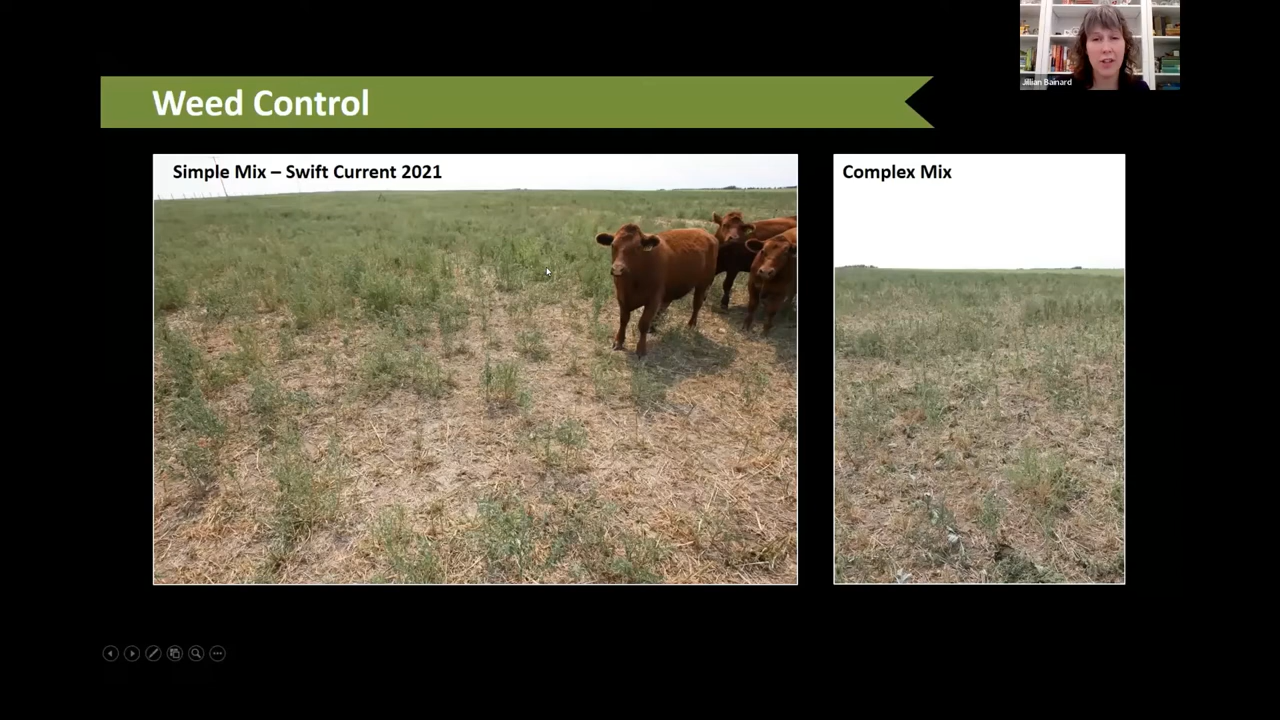 Jillian Bainard
Weed Control
Simple Mix – Swift Current 2021
Complex Mix